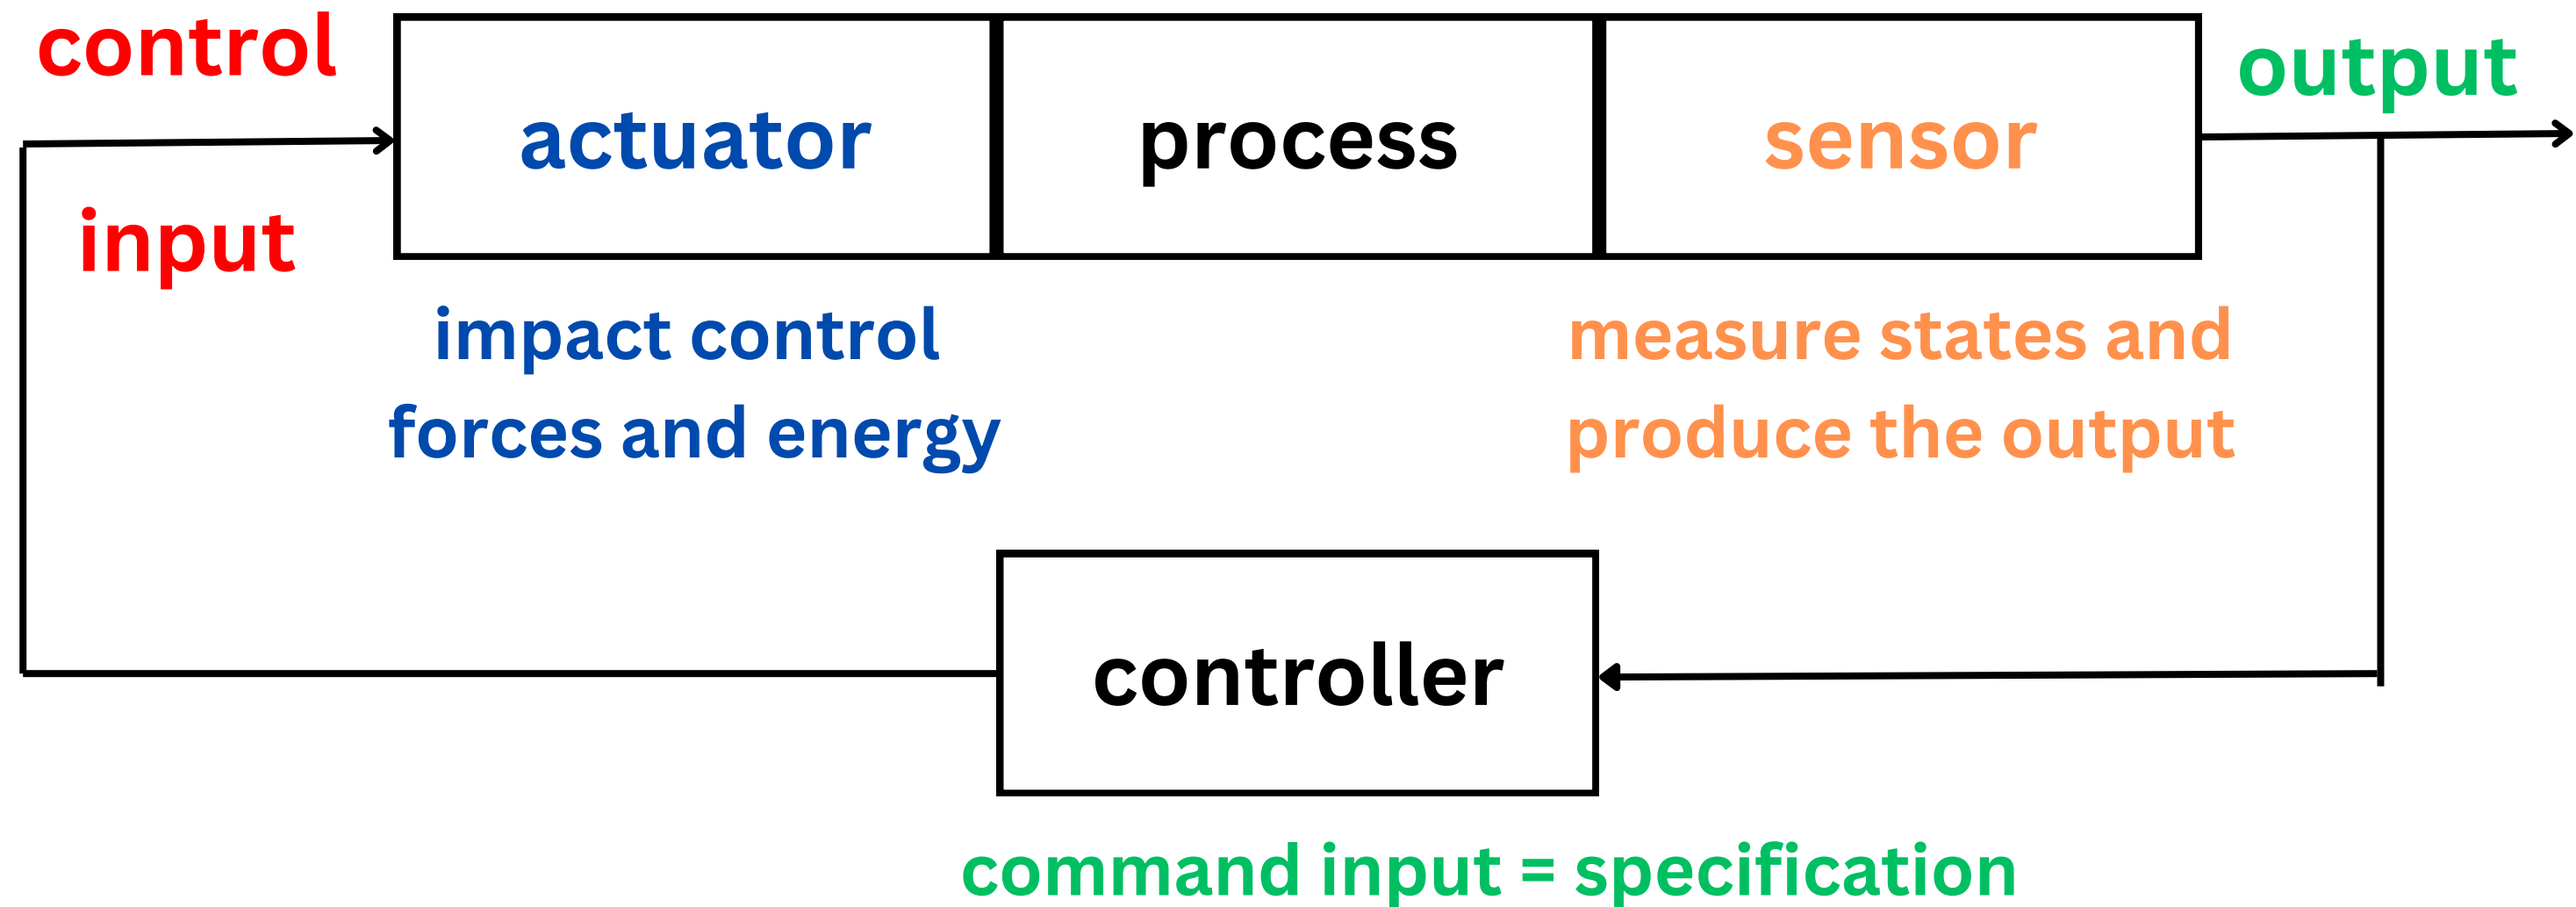 control
input
actuator
process
sensor
output
impact control
forces and energy
measure states and
produce the output
controller
command input = specification